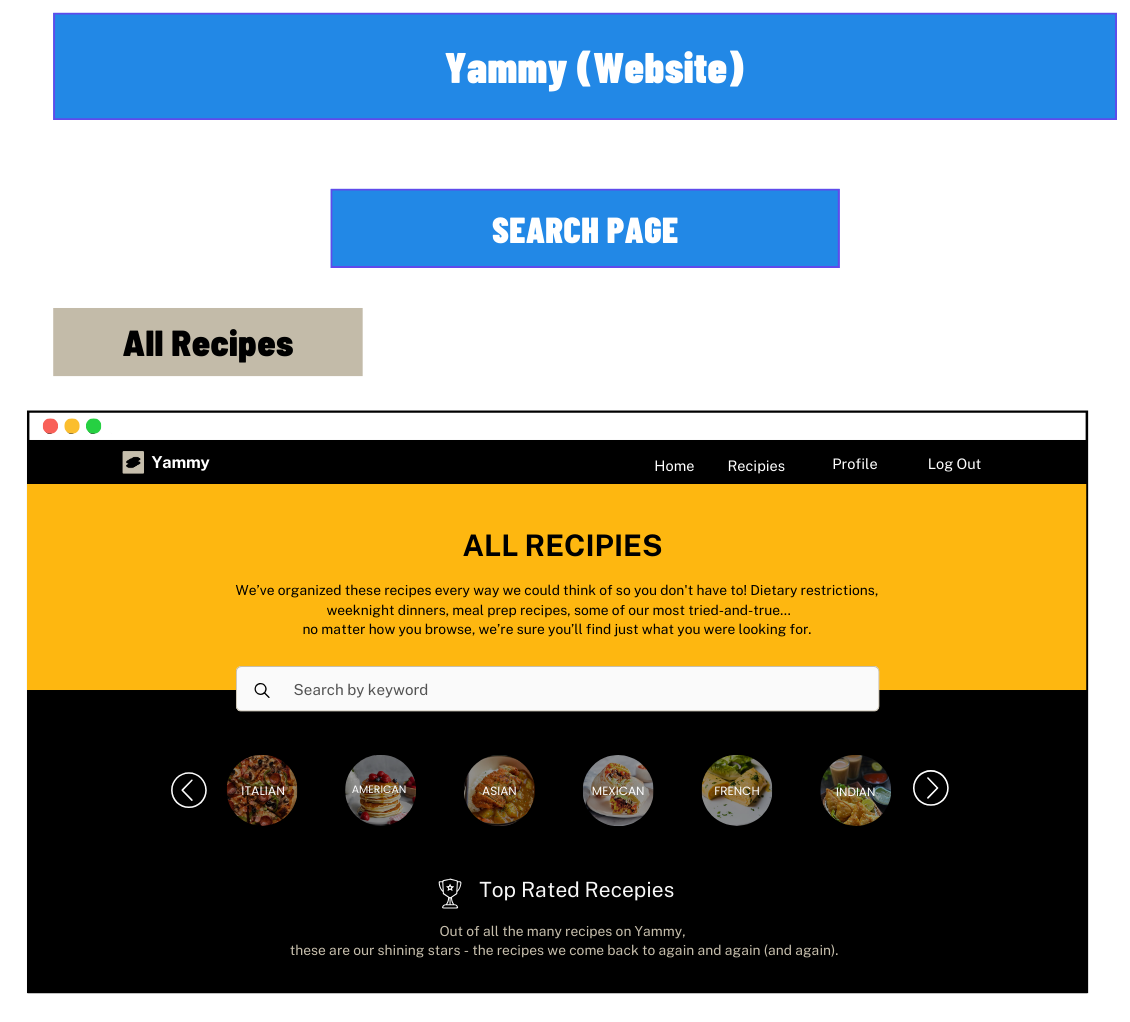 Yammy (Website)
SEARCH PAGE
All Recipes
Yammy
Home Recipies Profile Log Out
ALL RECIPIES
We’ve organized these recipes every way we could think of so you don't have to! Dietary restrictions,
weeknight dinners, meal prep recipes, some of our most tried-and-true...
no matter how you browse, we’re sure you’ll find just what you were looking for.
Search by keyword
ITALIAN AMERICAN ASIAN MEXICAN FRENCH INDIAN
Top Rated Recepies
Out of all the many recipes on Yammy,
these are our shining stars - the recipes we come back to again and again (and again).